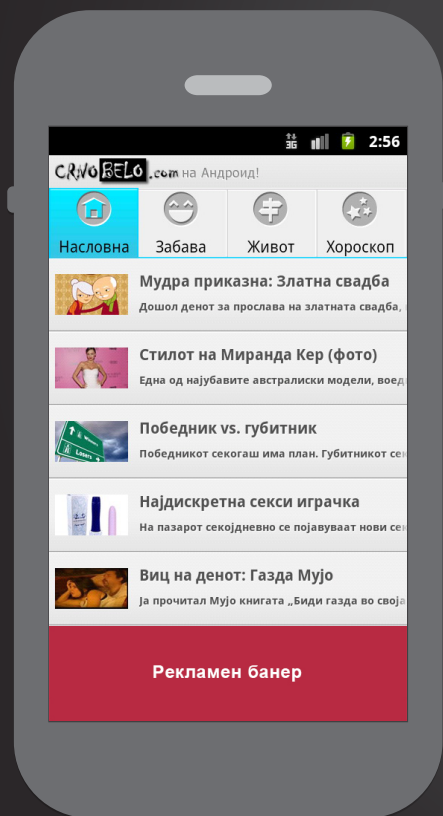 3G 2:56
CRNOBELO.com на Андроид!
Насловна Забава Живот Хороскоп
Мудра приказна: Златна свадба
Дошол денот за прослава на златната свадба,
Стилот на Миранда Кер (фото)
Една од најубавите австралиски модели, воед
Победник vs. губитник
Победникот секогаш има план. Губитникот се
Winners
Losers
Најдискретна секси играчка
На пазарот секојдневно се појавуваат нови се
Виц на денот: Газда Мујо
Ја прочитал Мујо книгата „Биди газда во своја
Рекламен банер